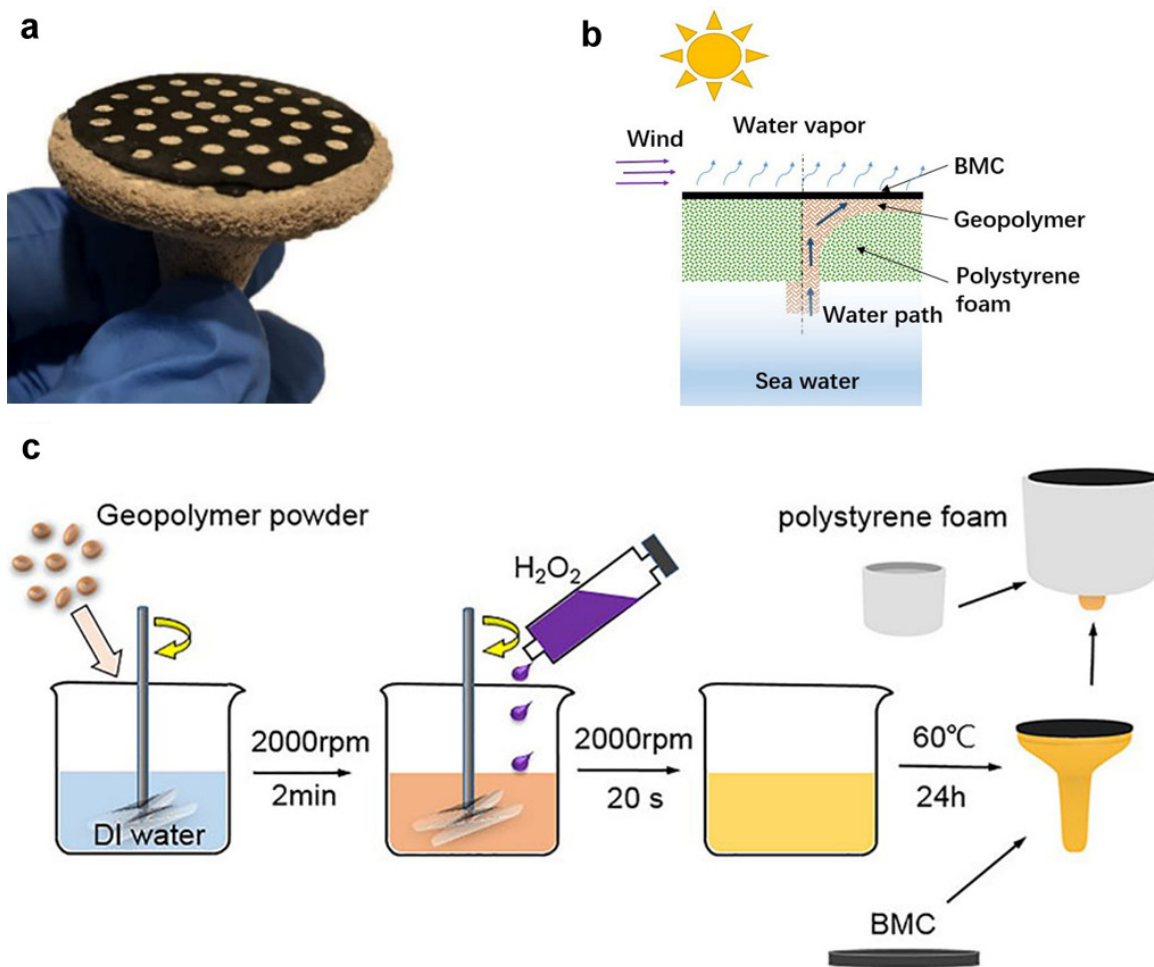 a
b
Wind
Water vapor
BMC
Geopolymer
Polystyrene
foam
Water path
Sea water
c
Geopolymer powder
H₂O₂
polystyrene foam
2000rpm
2min
2000rpm
20 s
60℃
24h
DI water
BMC